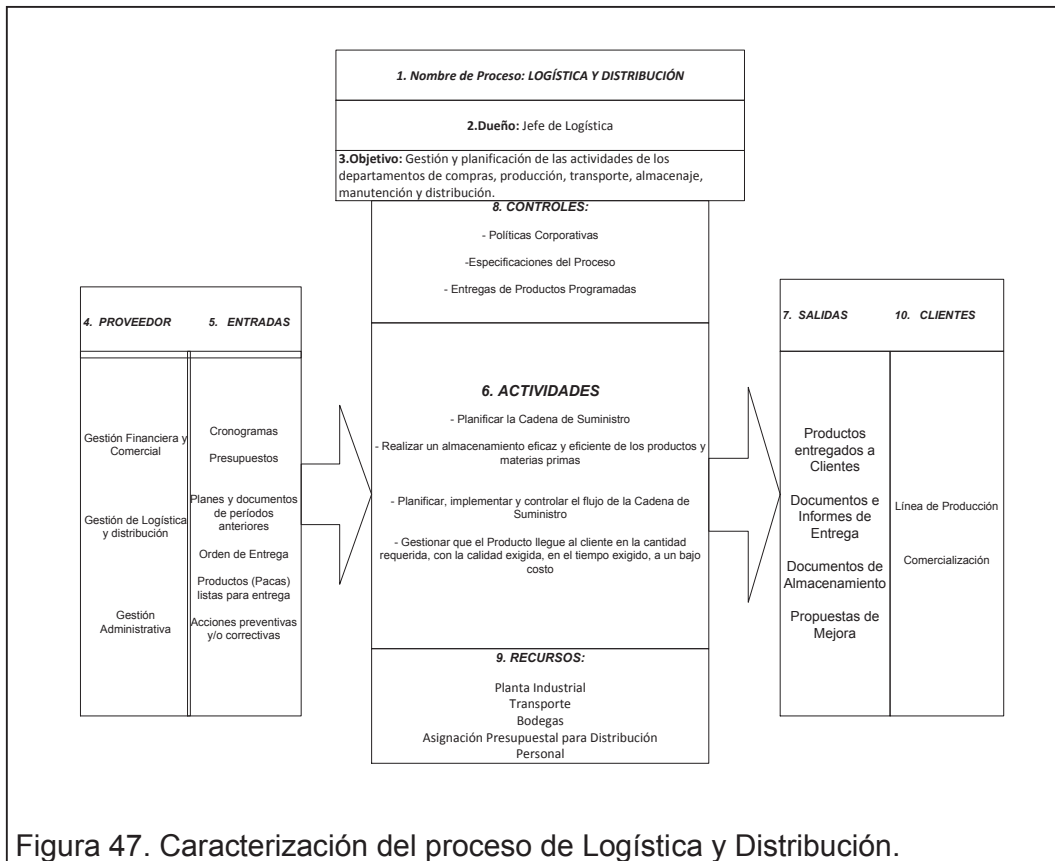 1. Nombre de Proceso: LOGÍSTICA Y DISTRIBUCIÓN
2.Dueño: Jefe de Logística
3.Objetivo: Gestión y planificación de las actividades de los
departamentos de compras, producción, transporte, almacenaje,
manutención y distribución.
8. CONTROLES:
- Políticas Corporativas
-Especificaciones del Proceso
- Entregas de Productos Programadas
4. PROVEEDOR
5. ENTRADAS
Gestión Financiera y
Comercial
Gestión de Logística
y distribución
Gestión
Administrativa
Cronogramas
Presupuestos
Planes y documentos
de períodos
anteriores
Orden de Entrega
Productos (Pacas)
listas para entrega
Acciones preventivas
y/o correctivas
6. ACTIVIDADES
- Planificar la Cadena de Suministro
- Realizar un almacenamiento eficaz y eficiente de los productos y
materias primas
- Planificar, implementar y controlar el flujo de la Cadena de
Suministro
- Gestionar que el Producto llegue al cliente en la cantidad
requerida, con la calidad exigida, en el tiempo exigido, a un bajo
costo
9. RECURSOS:
Planta Industrial
Transporte
Bodegas
Asignación Presupuestal para Distribución
Personal
7. SALIDAS
10. CLIENTES
Productos
entregados a
Clientes
Documentos e
Informes de
Entrega
Documentos de
Almacenamiento
Propuestas de
Mejora
Línea de Producción
Comercialización
Figura 47. Caracterización del proceso de Logística y Distribución.